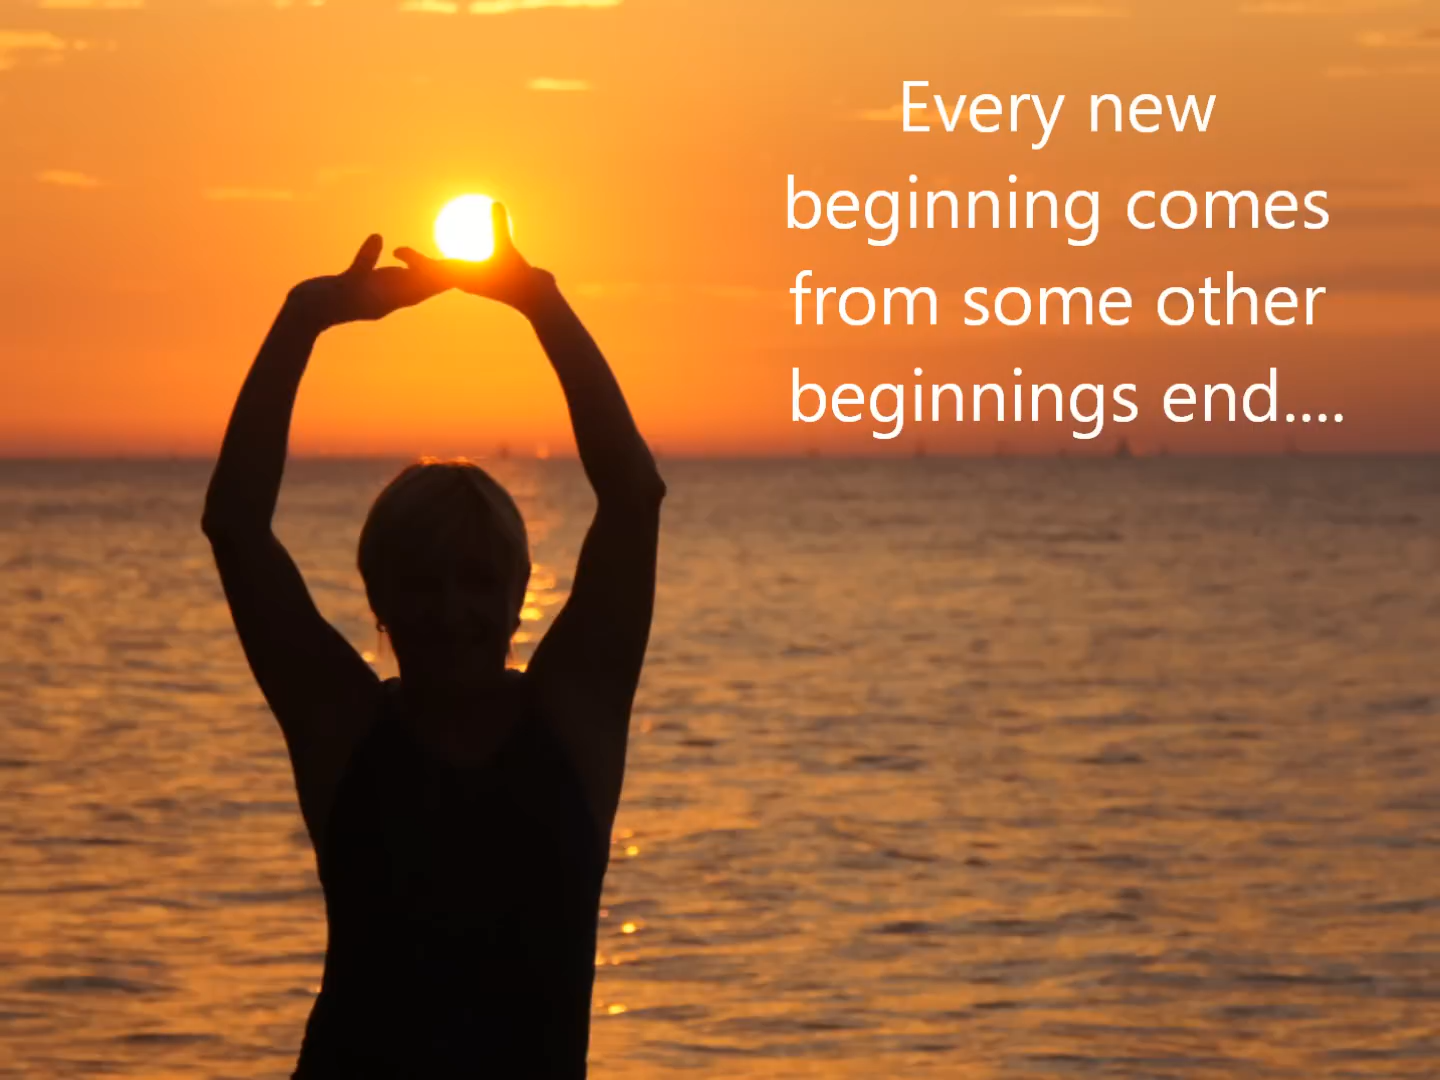 Every new
beginning comes
from some other
beginnings end....